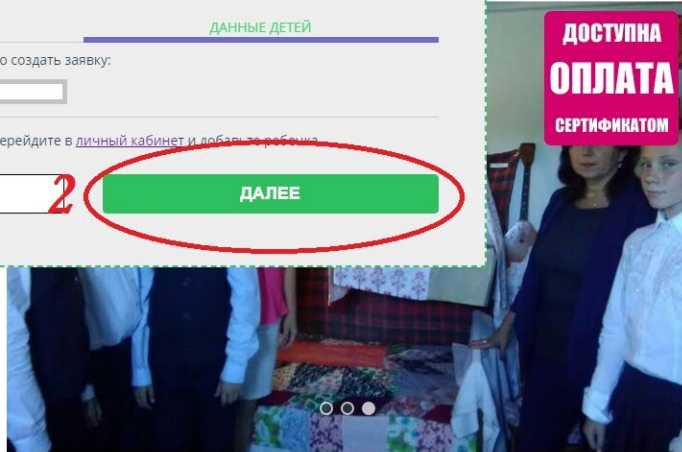 ДАННЫЕ ДЕТЕЙ
о создать заявку:
ерейдите в личный кабинет и добавьте ребенка
2
ДАЛЕЕ
ДОСТУПНА
ОПЛАТА
СЕРТИФИКАТОМ